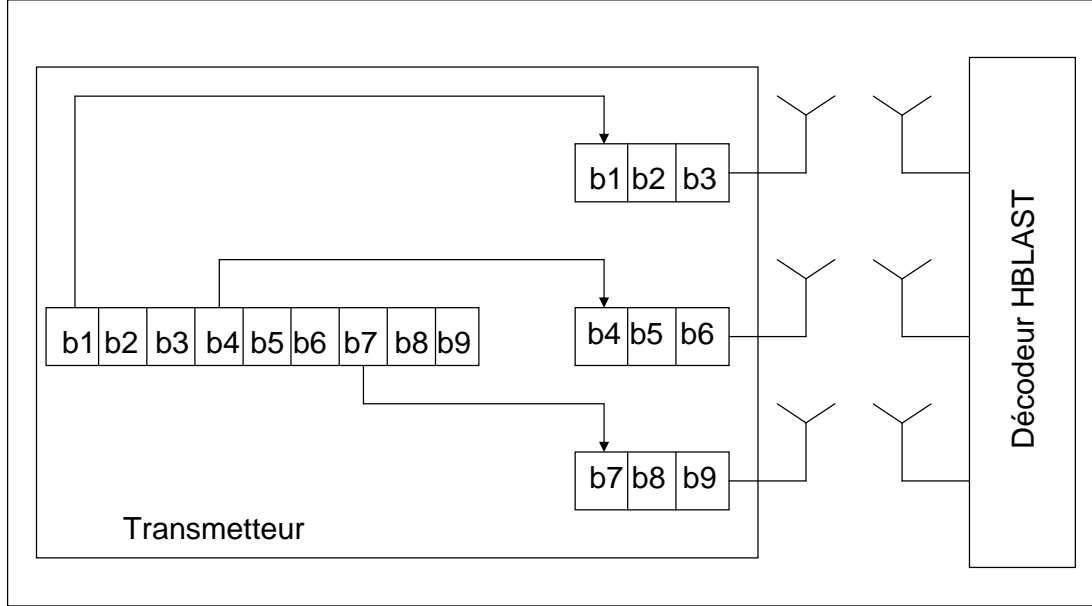 b1 b2 b3
b1 b2 b3 b4 b5 b6 b7 b8 b9
b4 b5 b6
b7 b8 b9
Transmetteur
Décodeur HBLAST